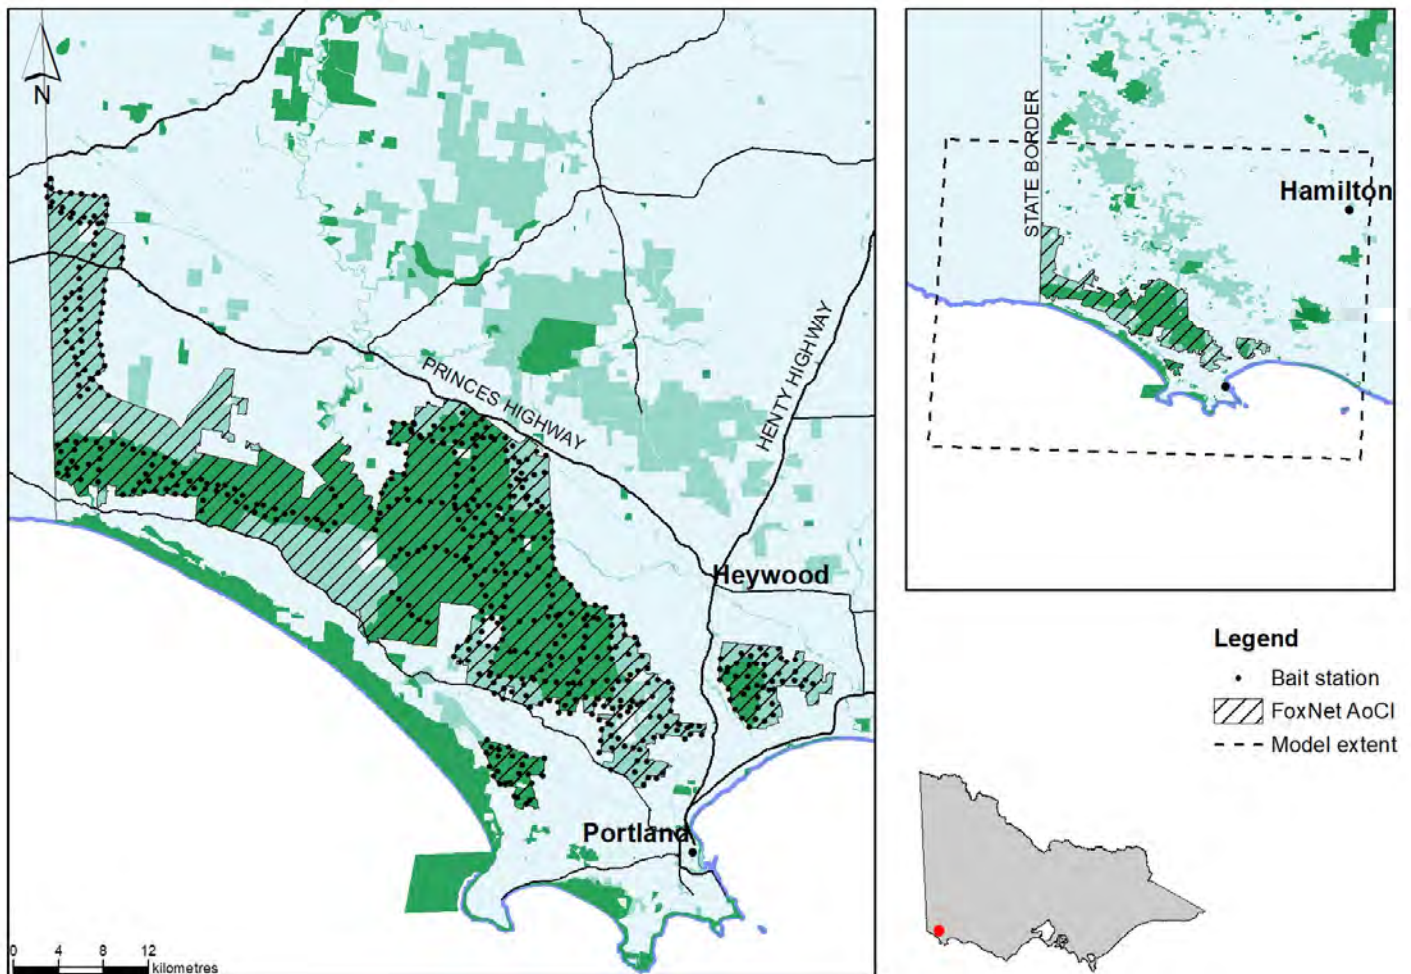 N
PRINCES HIGHWAY
HENTY HIGHWAY
Heywood
Portland
0 4 8 12
kilometres
STATE BORDER
Hamilton
Legend
Bait station
FoxNet AoCI
Model extent